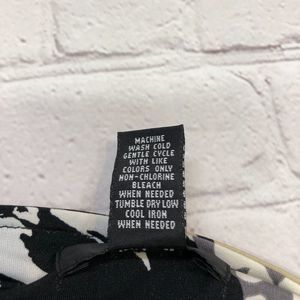 MACHINE
WASH COLD
GENTLE CYCLE
WITH LIKE
COLORS ONLY
NON-CHLORINE
BLEACH
WHEN NEEDED
TUMBLE DRY LOW
COOL IRON
WHEN NEEDED